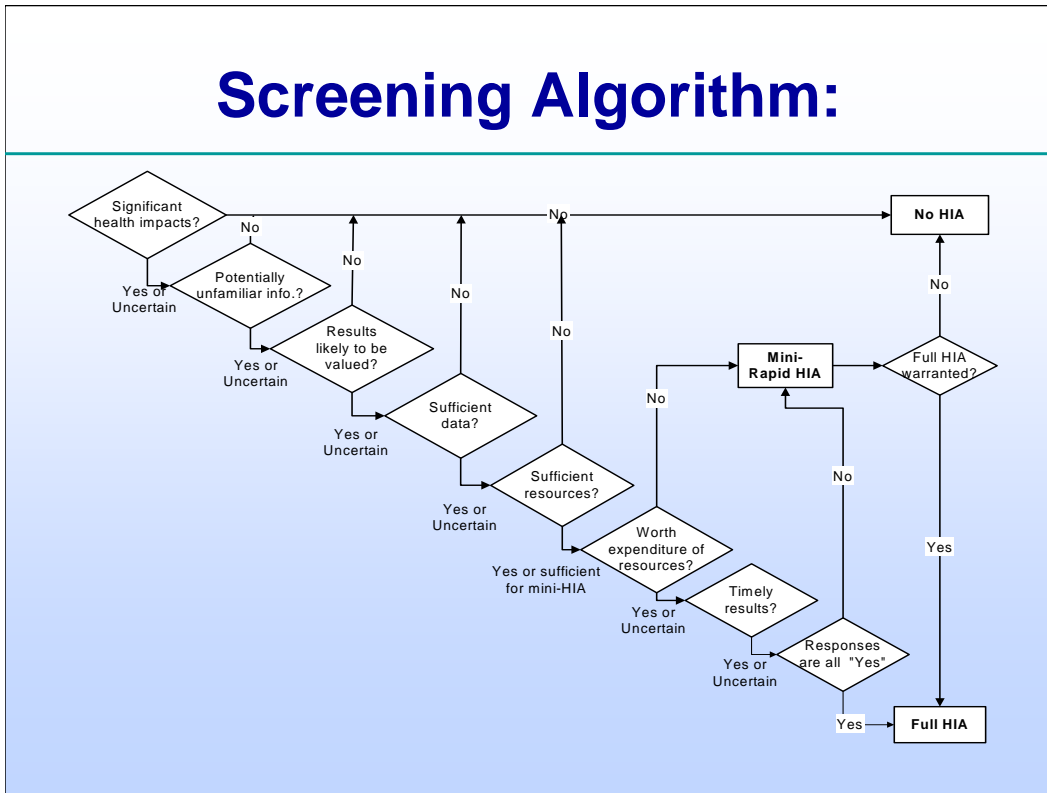 Screening Algorithm:
Significant
health impacts?
No
No HIA
No
Yes or
Uncertain
Potentially
unfamiliar info.?
No
Yes or
Uncertain
Results
likely to be
valued?
No
Yes or
Uncertain
Sufficient
data?
No
Yes or
Uncertain
Sufficient
resources?
Yes or sufficient
for mini-HIA
Worth
expenditure of
resources?
No
Mini-
Rapid HIA
Full HIA
warranted?
No
Yes or
Uncertain
Timely
results?
Yes or
Uncertain
Responses
are all "Yes"
No
Yes
Yes
Full HIA